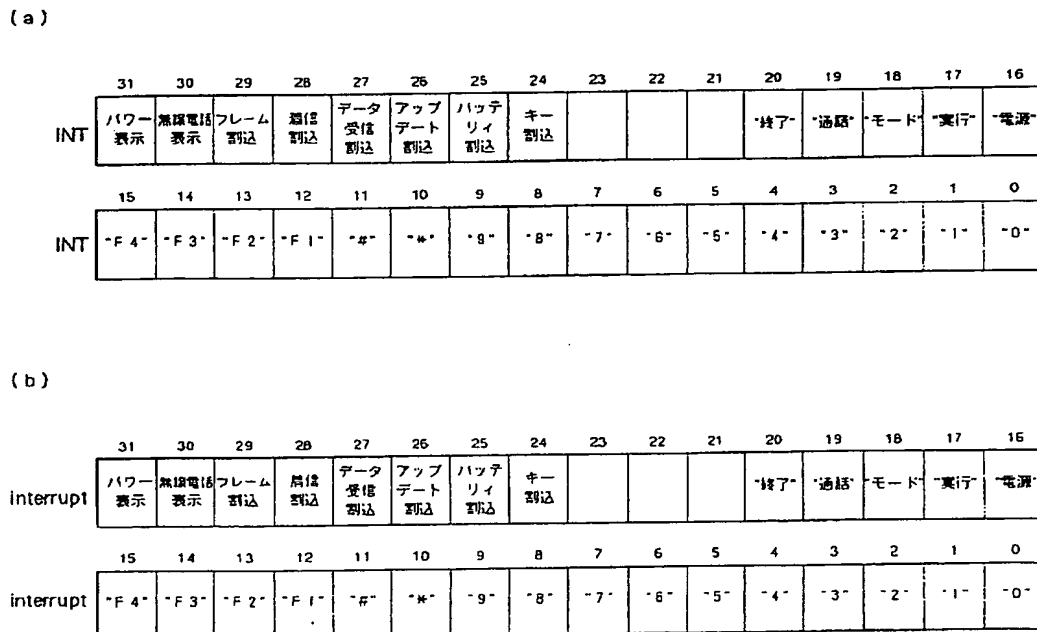 (a)
31 30 29 28 27 26 25 24 23 22 21 20 19 18 17 16
INT パワー表示 無線電話表示 フレーム割込 着信割込 データ受信割込 アップデート割込 バッテリィ割込 キー割込 "終了" "通話" "モード" "実行" "電源"
15 14 13 12 11 10 9 8 7 6 5 4 3 2 1 0
INT "F4" "F3" "F2" "F1" "#" "*" "9" "8" "7" "6" "5" "4" "3" "2" "1" "0"
(b)
31 30 29 28 27 26 25 24 23 22 21 20 19 18 17 16
interrupt パワー表示 無線電話表示 フレーム割込 着信割込 データ受信割込 アップデート割込 バッテリィ割込 キー割込 "終了" "通話" "モード" "実行" "電源"
15 14 13 12 11 10 9 8 7 6 5 4 3 2 1 0
interrupt "F4" "F3" "F2" "F1" "#" "*" "9" "8" "7" "6" "5" "4" "3" "2" "1" "0"